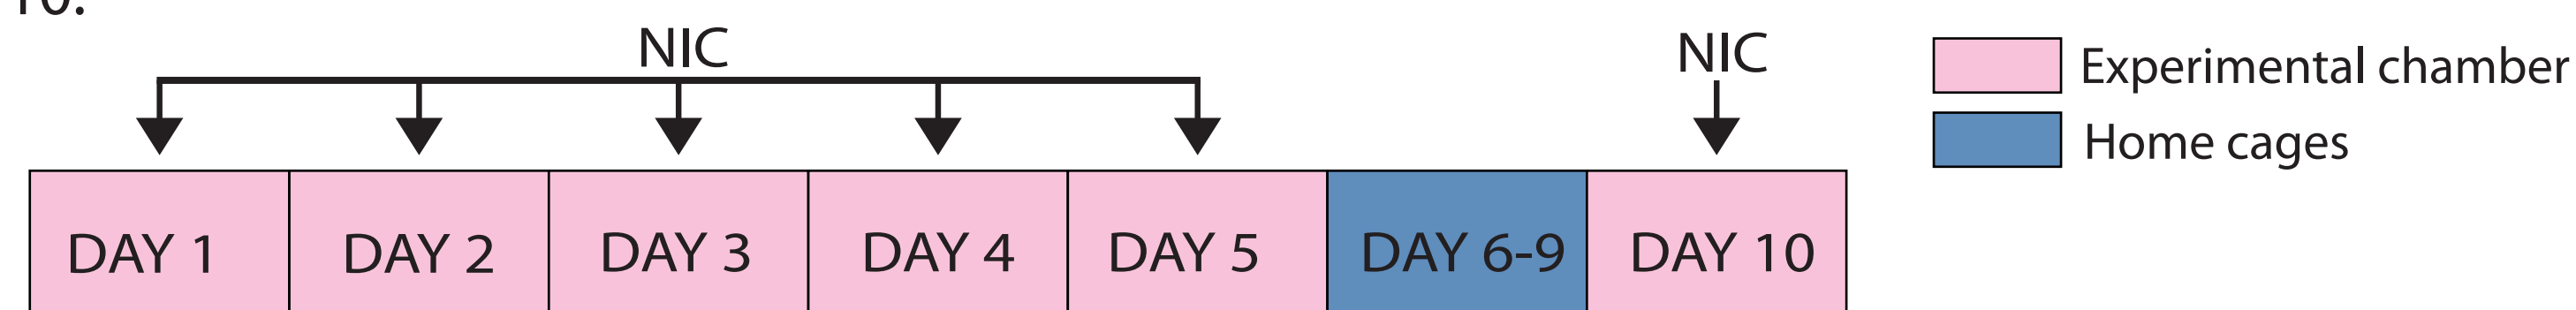 10.
NIC
NIC
Experimental chamber
Home cages
DAY 1
DAY 2
DAY 3
DAY 4
DAY 5
DAY 6-9
DAY 10